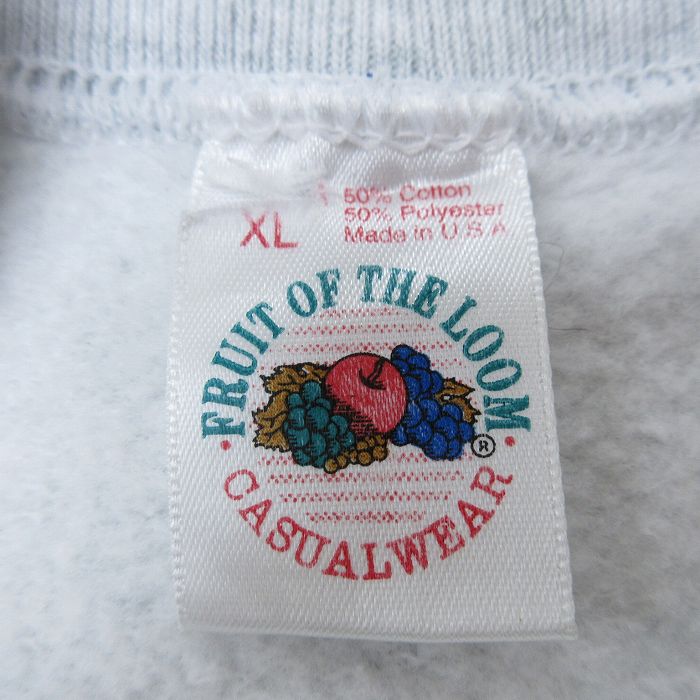 XL
50% Cotton
50% Polyester
Made in U S A
FRUIT OF THE LOOM
®
CASUALWEAR